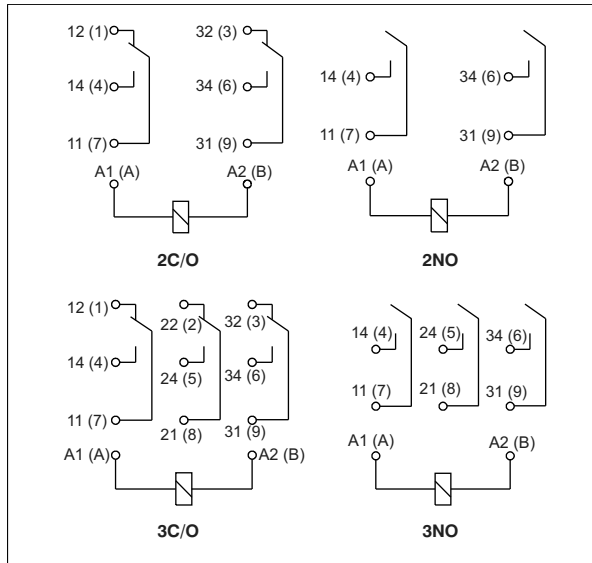 12 (1) 32 (3)
14 (4) 34 (6) 14 (4) 34 (6)
11 (7) 31 (9) 11 (7) 31 (9)
A1 (A) A2 (B) A1 (A) A2 (B)
2C/O 2NO
12 (1) 22 (2) 32 (3)
14 (4) 24 (5) 34 (6) 14 (4) 24 (5) 34 (6)
11 (7) 21 (8) 31 (9) 11 (7) 21 (8) 31 (9)
A1 (A) A2 (B) A1 (A) A2 (B)
3C/O 3NO